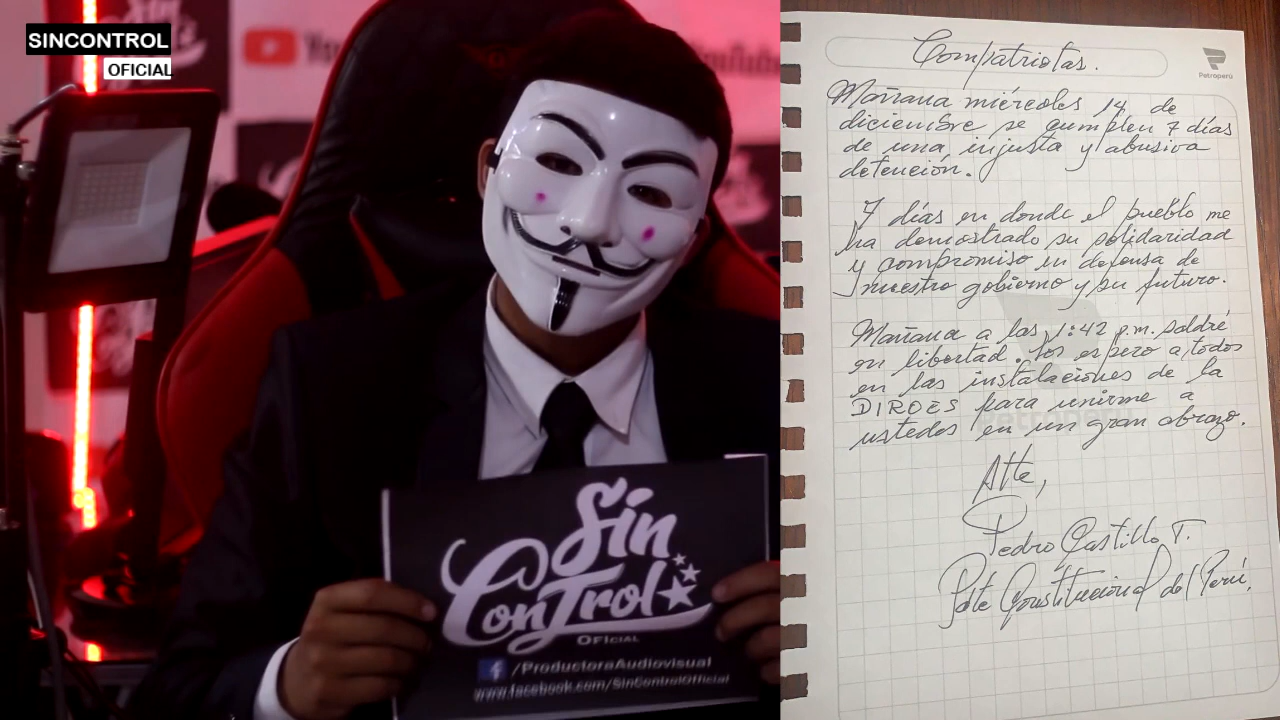 SINCONTROL
OFICIAL
You
YouTube
Sin
Control
Oficial
/ProductoraAudiovisual
www.facebook.com/SinControlOfficial
Petroperú
Compatriotas.
Mañana miércoles 14 de
diciembre se cumplen 7 días
de una injusta y abusiva
detención.
7 días en donde el pueblo me
ha demostrado su solidaridad
y compromiso en defensa de
nuestro gobierno y su futuro.
Mañana a las 1:42 p.m. saldré
en libertad. los espero a todos
en las instalaciones de la
DIROES para unirme a
ustedes en un gran abrazo.
Atte,
Pedro Castillo T.
Pdte Constitucional del Perú.